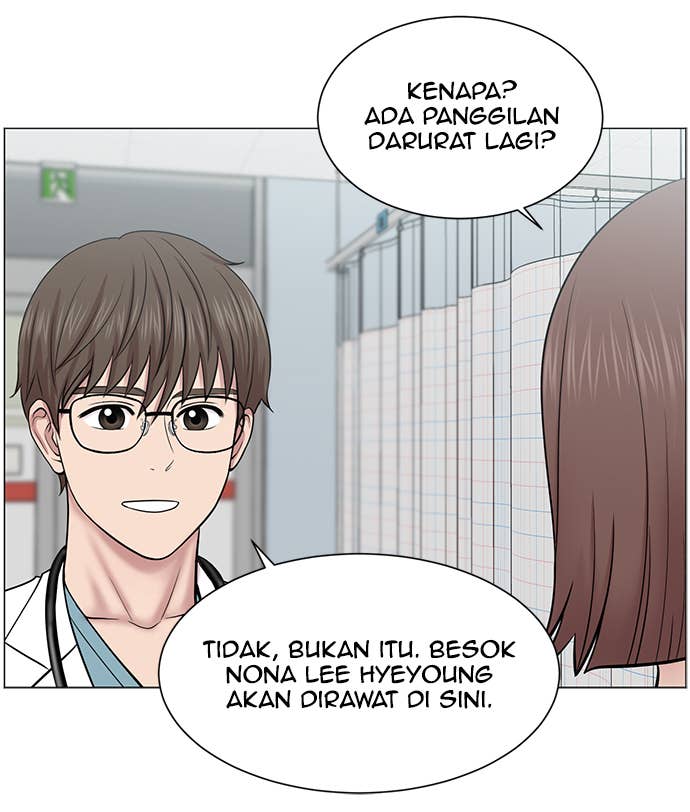 KENAPA?
ADA PANGGILAN
DARURAT LAGI?
TIDAK, BUKAN ITU. BESOK
NONA LEE HYEYOUNG
AKAN DIRAWAT DI SINI.